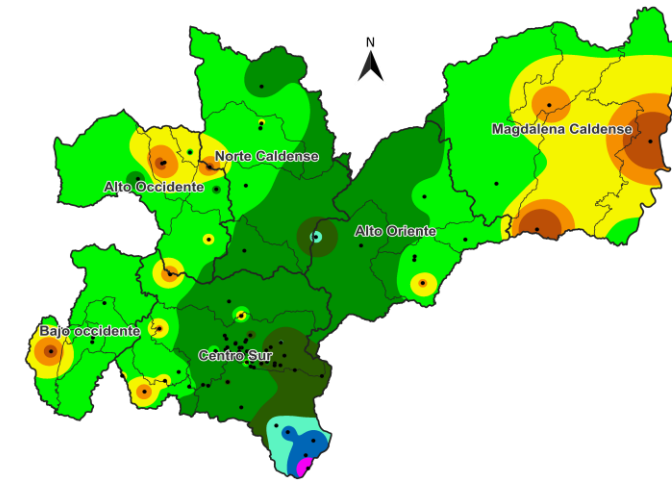 N
Magdalena Caldense
Norte Caldense
Alto Occidente
Alto Oriente
Bajo occidente
Centro Sur